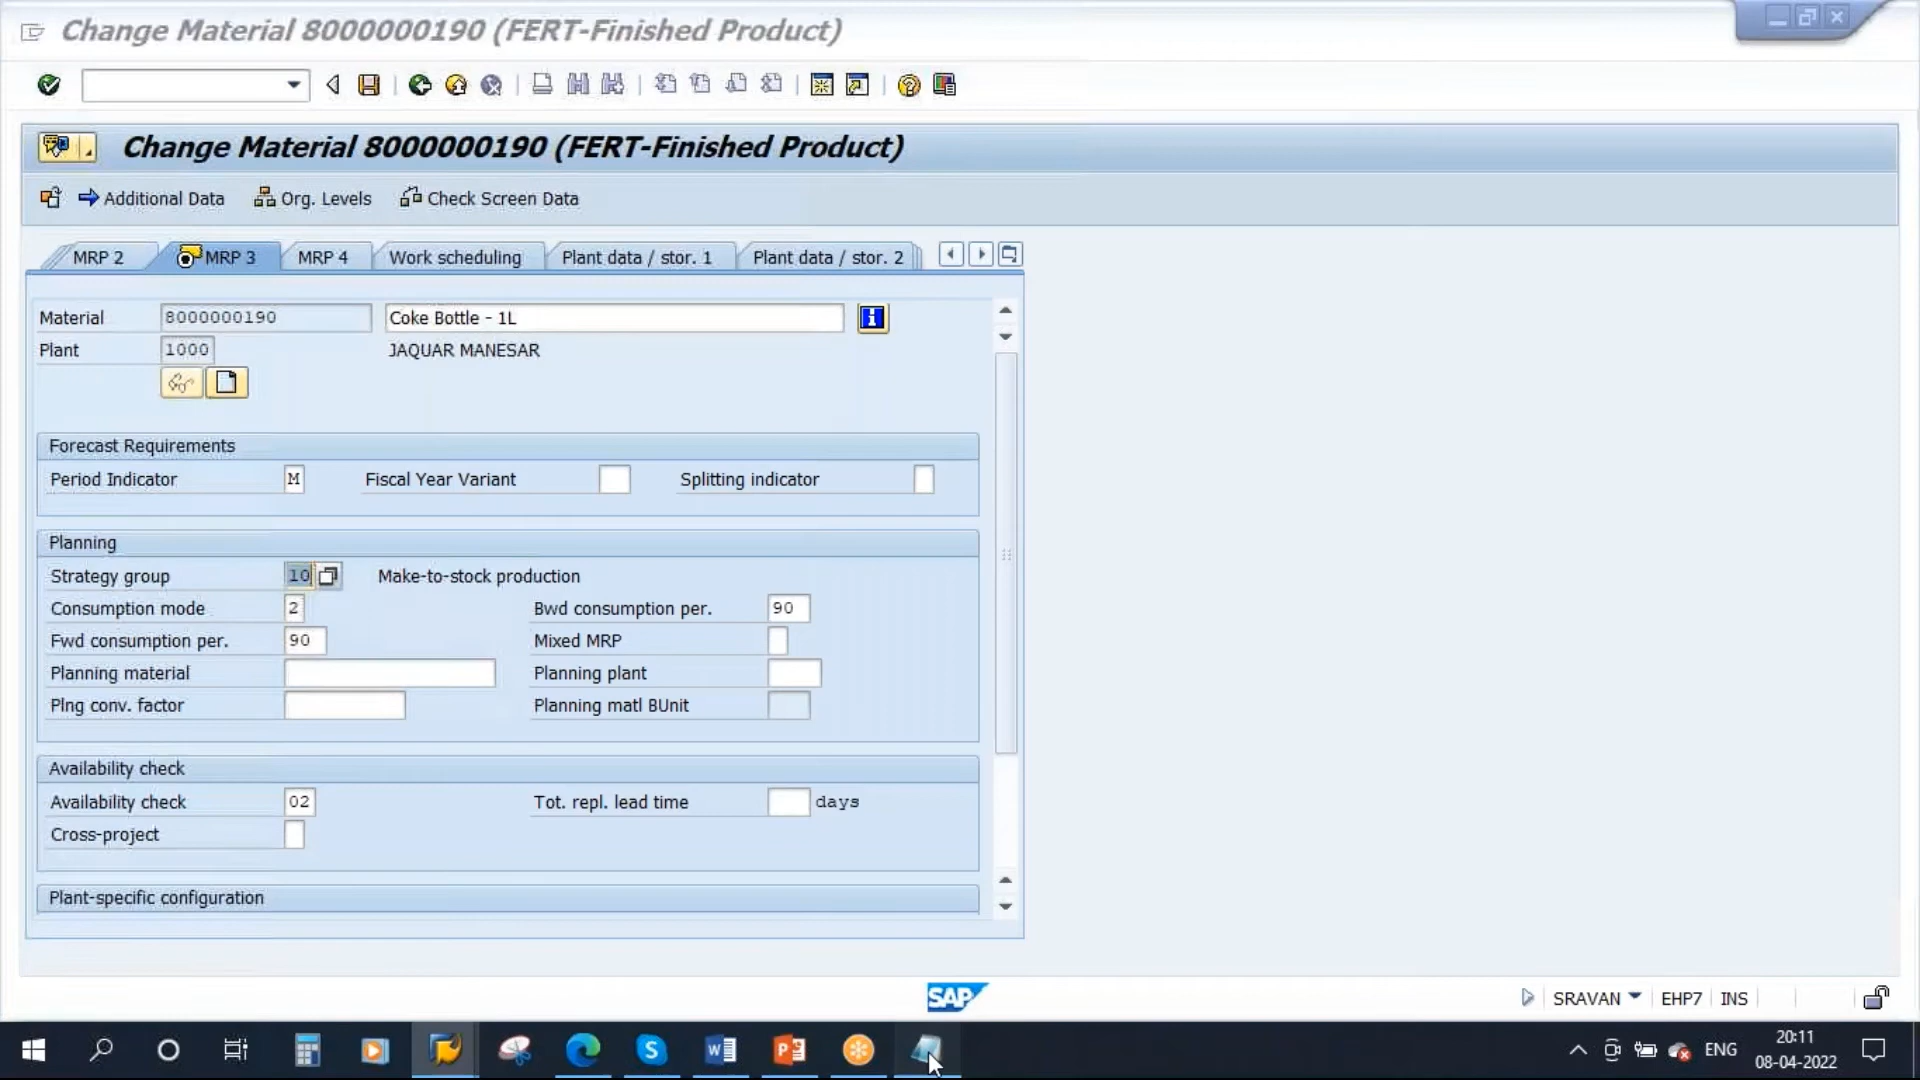 Change Material 8000000190 (FERT-Finished Product)
Change Material 8000000190 (FERT-Finished Product)
Additional Data Org. Levels Check Screen Data
MRP 2 MRP 3 MRP 4 Work scheduling Plant data / stor. 1 Plant data / stor. 2
Material 8000000190 Coke Bottle - 1L
Plant 1000 JAQUAR MANESAR
Forecast Requirements
Period Indicator M Fiscal Year Variant Splitting indicator
Planning
Strategy group 10 Make-to-stock production
Consumption mode 2 Bwd consumption per. 90
Fwd consumption per. 90 Mixed MRP
Planning material Planning plant
Plng conv. factor Planning matl BUnit
Availability check
Availability check 02 Tot. repl. lead time days
Cross-project
Plant-specific configuration
SAP SRAVAN EHP7 INS
ENG 20:11
08-04-2022